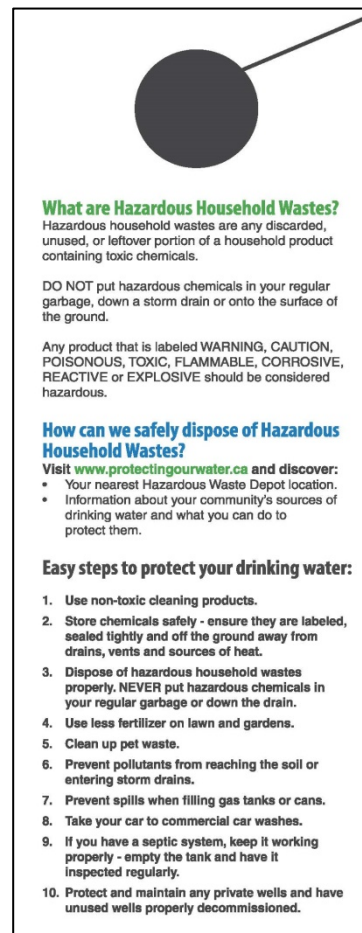 What are Hazardous Household Wastes?
Hazardous household wastes are any discarded,
unused, or leftover portion of a household product
containing toxic chemicals.
DO NOT put hazardous chemicals in your regular
garbage, down a storm drain or onto the surface of
the ground.
Any product that is labeled WARNING, CAUTION,
POISONOUS, TOXIC, FLAMMABLE, CORROSIVE,
REACTIVE or EXPLOSIVE should be considered
hazardous.
How can we safely dispose of Hazardous
Household Wastes?
Visit www.protectingourwater.ca and discover:
• Your nearest Hazardous Waste Depot location.
• Information about your community's sources of
drinking water and what you can do to
protect them.
Easy steps to protect your drinking water:
1. Use non-toxic cleaning products.
2. Store chemicals safely - ensure they are labeled,
sealed tightly and off the ground away from
drains, vents and sources of heat.
3. Dispose of hazardous household wastes
properly. NEVER put hazardous chemicals in
your regular garbage or down the drain.
4. Use less fertilizer on lawn and gardens.
5. Clean up pet waste.
6. Prevent pollutants from reaching the soil or
entering storm drains.
7. Prevent spills when filling gas tanks or cans.
8. Take your car to commercial car washes.
9. If you have a septic system, keep it working
properly - empty the tank and have it
inspected regularly.
10. Protect and maintain any private wells and have
unused wells properly decommissioned.